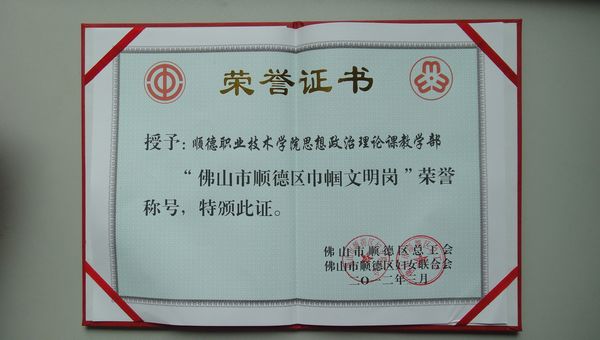 荣誉证书
授予：顺德职业技术学院思想政治理论课教学部
“佛山市顺德区巾帼文明岗”荣誉
称号，特颁此证。
佛山市顺德区总工会
佛山市顺德区妇女联合会
二〇一二年三月